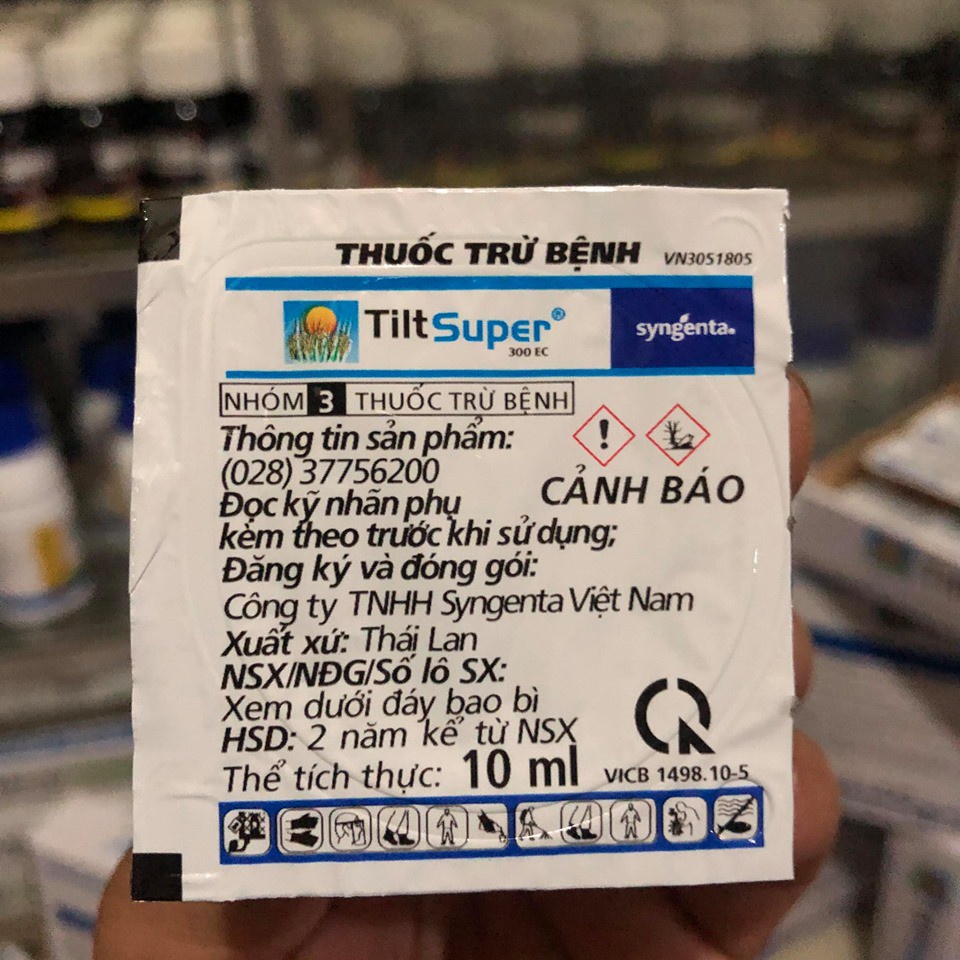 THUỐC TRỪ BỆNH VN3051805
TiltSuper® syngenta.
300 EC
NHÓM 3 THUỐC TRỪ BỆNH
Thông tin sản phẩm:
(028) 37756200
CẢNH BÁO
Đọc kỹ nhãn phụ
kèm theo trước khi sử dụng;
Đăng ký và đóng gói:
Công ty TNHH Syngenta Việt Nam
Xuất xứ: Thái Lan
NSX/NĐG/Số lô SX:
Xem dưới đáy bao bì
HSD: 2 năm kể từ NSX
Thể tích thực: 10 ml
VICB 1498.10-5